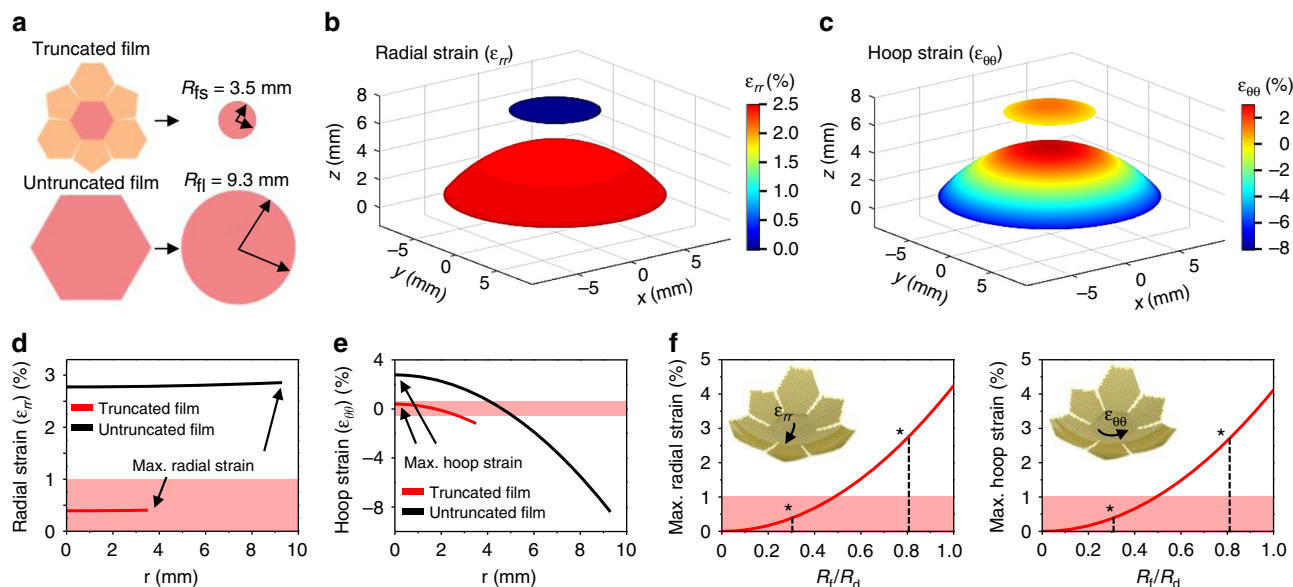 a
Truncated film
R_fs = 3.5 mm
Untruncated film
R_fl = 9.3 mm
b
Radial strain (ε_rr)
ε_rr (%)
8
6
4
2
0
z (mm)
−5
0
5
y (mm)
−5
0
5
x (mm)
2.5
2.0
1.5
1.0
0.5
0.0
c
Hoop strain (ε_θθ)
ε_θθ (%)
8
6
4
2
0
z (mm)
−5
0
5
y (mm)
−5
0
5
x (mm)
2
0
−2
−4
−6
−8
d
Radial strain (ε_rr) (%)
3
2
1
0
Truncated film
Untruncated film
Max. radial strain
0 2 4 6 8 10
r (mm)
e
Hoop strain (ε_θθ) (%)
4
0
−4
−8
Max. hoop strain
Truncated film
Untruncated film
0 2 4 6 8 10
r (mm)
f
Max. radial strain (%)
5
4
3
2
1
0
ε_rr
*
*
0 0.2 0.4 0.6 0.8 1.0
R_f/R_d
Max. hoop strain (%)
5
4
3
2
1
0
ε_θθ
*
*
0 0.2 0.4 0.6 0.8 1.0
R_f/R_d